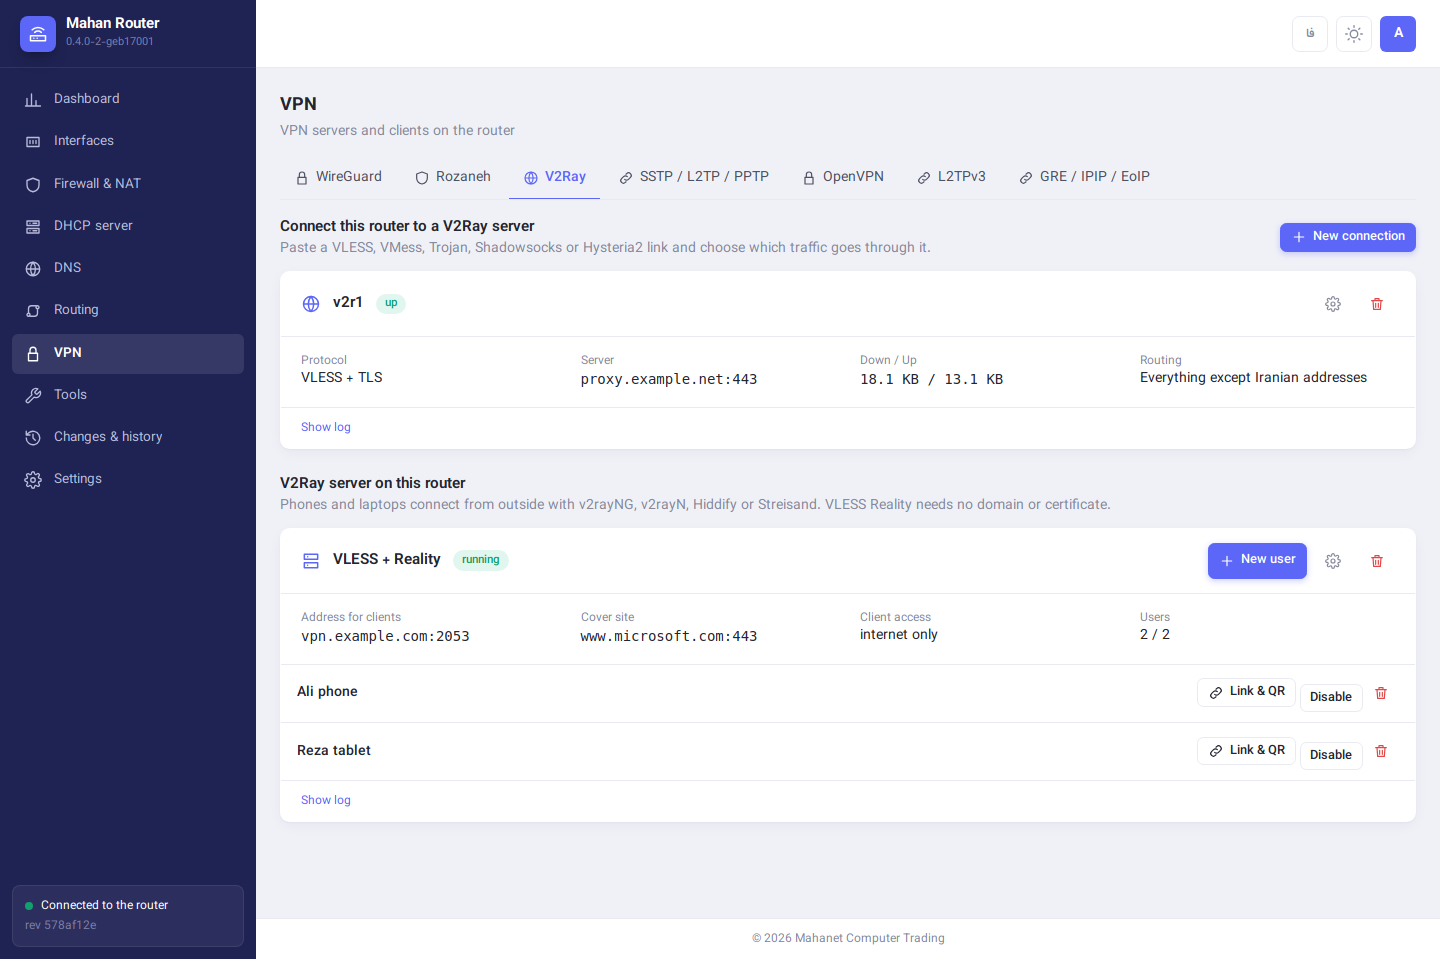 Mahan Router
0.4.0-2-geb17001
فا
A
Dashboard
Interfaces
Firewall & NAT
DHCP server
DNS
Routing
VPN
Tools
Changes & history
Settings
Connected to the router
rev 578af12e
VPN
VPN servers and clients on the router
WireGuard Rozaneh V2Ray SSTP / L2TP / PPTP OpenVPN L2TPv3 GRE / IPIP / EoIP
Connect this router to a V2Ray server
Paste a VLESS, VMess, Trojan, Shadowsocks or Hysteria2 link and choose which traffic goes through it.
New connection
v2r1 up
Protocol Server Down / Up Routing
VLESS + TLS proxy.example.net:443 18.1 KB / 13.1 KB Everything except Iranian addresses
Show log
V2Ray server on this router
Phones and laptops connect from outside with v2rayNG, v2rayN, Hiddify or Streisand. VLESS Reality needs no domain or certificate.
VLESS + Reality running New user
Address for clients Cover site Client access Users
vpn.example.com:2053 www.microsoft.com:443 internet only 2 / 2
Ali phone Link & QR Disable
Reza tablet Link & QR Disable
Show log
© 2026 Mahanet Computer Trading